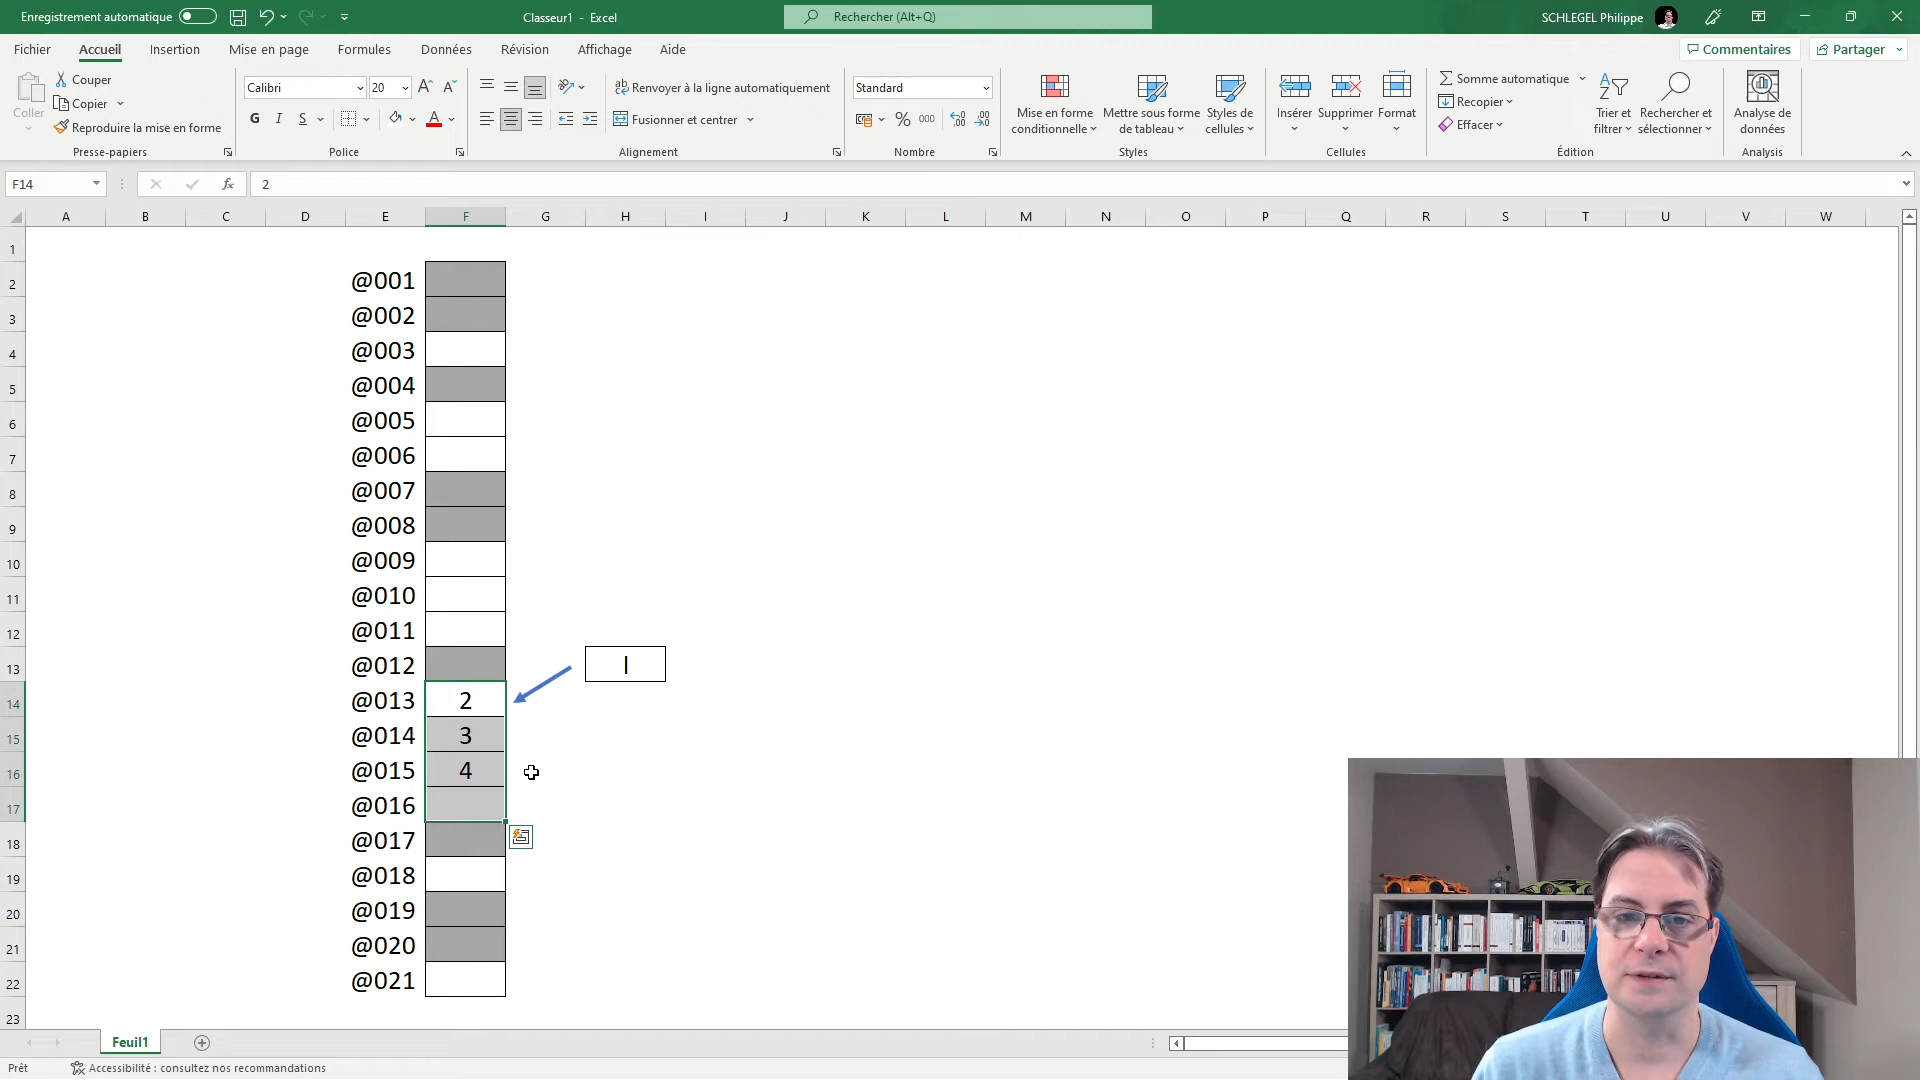 Enregistrement automatique
Classeur1 - Excel
Rechercher (Alt+Q)
SCHLEGEL Philippe
Fichier Accueil Insertion Mise en page Formules Données Révision Affichage Aide
Commentaires Partager
Coller
Couper
Copier
Reproduire la mise en forme
Presse-papiers
Calibri 20
G I S
Police
Renvoyer à la ligne automatiquement
Fusionner et centrer
Alignement
Standard
% 000
Nombre
Mise en forme
conditionnelle
Mettre sous forme
de tableau
Styles de
cellules
Styles
Insérer Supprimer Format
Cellules
Somme automatique
Recopier
Effacer
Trier et
filtrer
Rechercher et
sélectionner
Édition
Analyse de
données
Analysis
F14 fx 2
A B C D E F G H I J K L M N O P Q R S T U V W
1
2 @001
3 @002
4 @003
5 @004
6 @005
7 @006
8 @007
9 @008
10 @009
11 @010
12 @011
13 @012 l
14 @013 2
15 @014 3
16 @015 4
17 @016
18 @017
19 @018
20 @019
21 @020
22 @021
23
Feuil1
Prêt Accessibilité : consultez nos recommandations